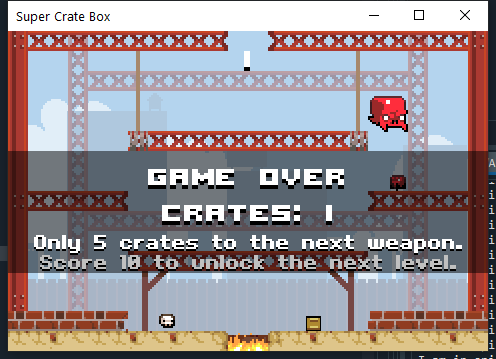 Super Crate Box
1
GAME OVER
CRATES: 1
Only 5 crates to the next weapon.
Score 10 to unlock the next level.